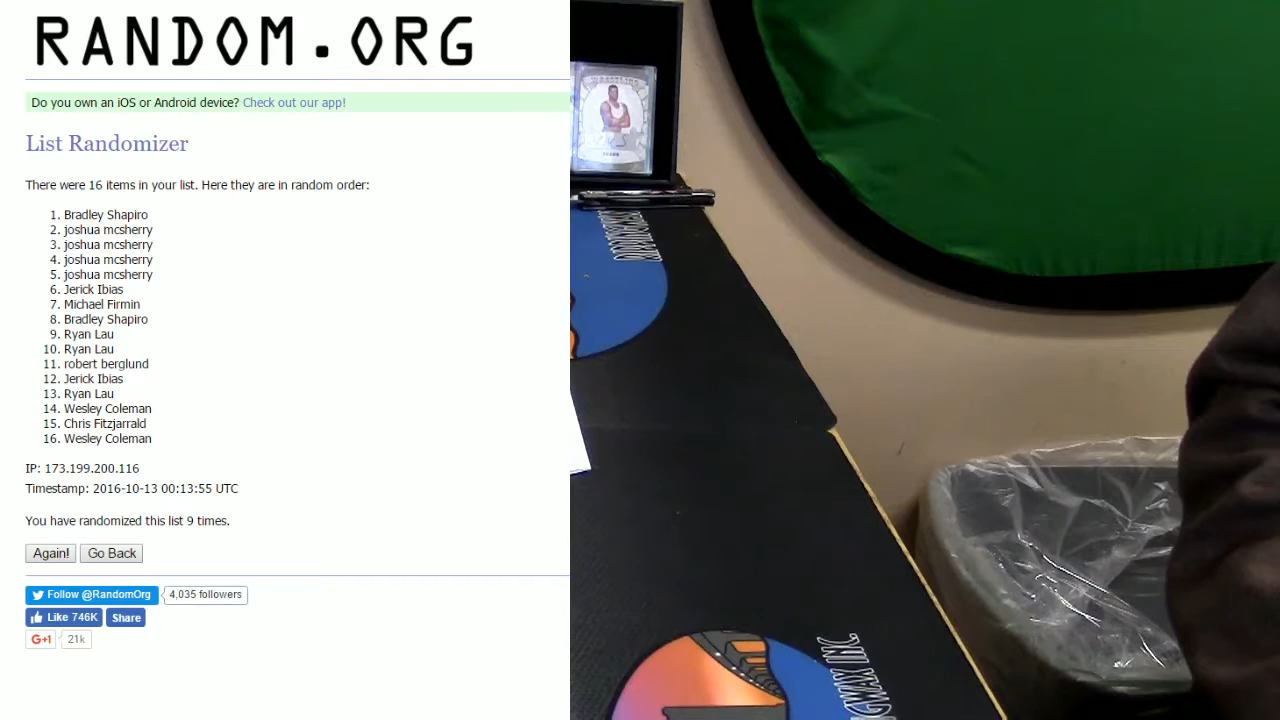 RANDOM.ORG
Do you own an iOS or Android device? Check out our app!
List Randomizer
There were 16 items in your list. Here they are in random order:
1. Bradley Shapiro
2. joshua mcsherry
3. joshua mcsherry
4. joshua mcsherry
5. joshua mcsherry
6. Jerick Ibias
7. Michael Firmin
8. Bradley Shapiro
9. Ryan Lau
10. Ryan Lau
11. robert berglund
12. Jerick Ibias
13. Ryan Lau
14. Wesley Coleman
15. Chris Fitzjarrald
16. Wesley Coleman
IP: 173.199.200.116
Timestamp: 2016-10-13 00:13:55 UTC
You have randomized this list 9 times.
Again! Go Back
Follow @RandomOrg 4,035 followers
Like 746K Share
G+1 21k
INC